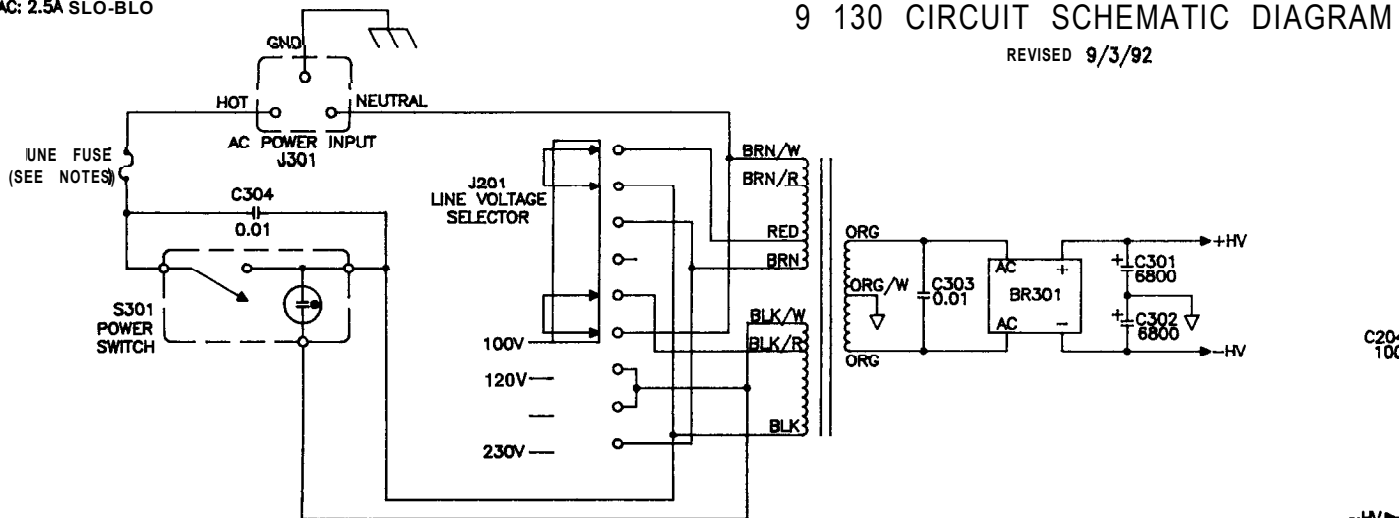 AC: 2.5A SLO-BLO
9 130 CIRCUIT SCHEMATIC DIAGRAM
REVISED 9/3/92
GND
HOT
NEUTRAL
AC POWER INPUT
J301
UNE FUSE
(SEE NOTES)
C304
0.01
S301
POWER
SWITCH
J201
LINE VOLTAGE
SELECTOR
100V
120V
230V
BRN/W
BRN/R
RED
BRN
BLK/W
BLK/R
BLK
ORG
ORG/W
ORG
C303
0.01
AC
+
BR301
AC
−
+
C301
6800
+
C302
6800
+HV
−HV
C204
100